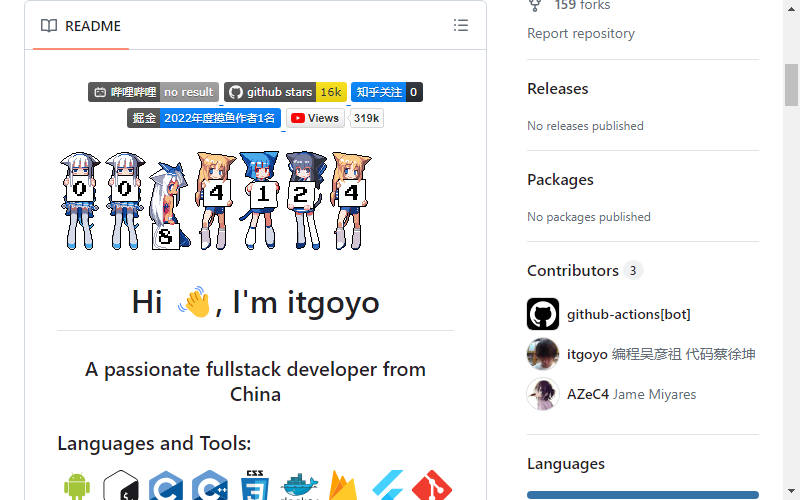 README
哔哩哔哩 no result github stars 16k 知乎关注 0
掘金 2022年度摸鱼作者1名 Views 319k
0 0 8 4 1 2 4
Hi 👋, I'm itgoyo
A passionate fullstack developer from
China
Languages and Tools:
CSS
docker
159 forks
Report repository
Releases
No releases published
Packages
No packages published
Contributors 3
github-actions[bot]
itgoyo 编程吴彦祖 代码蔡徐坤
AZeC4 Jame Miyares
Languages